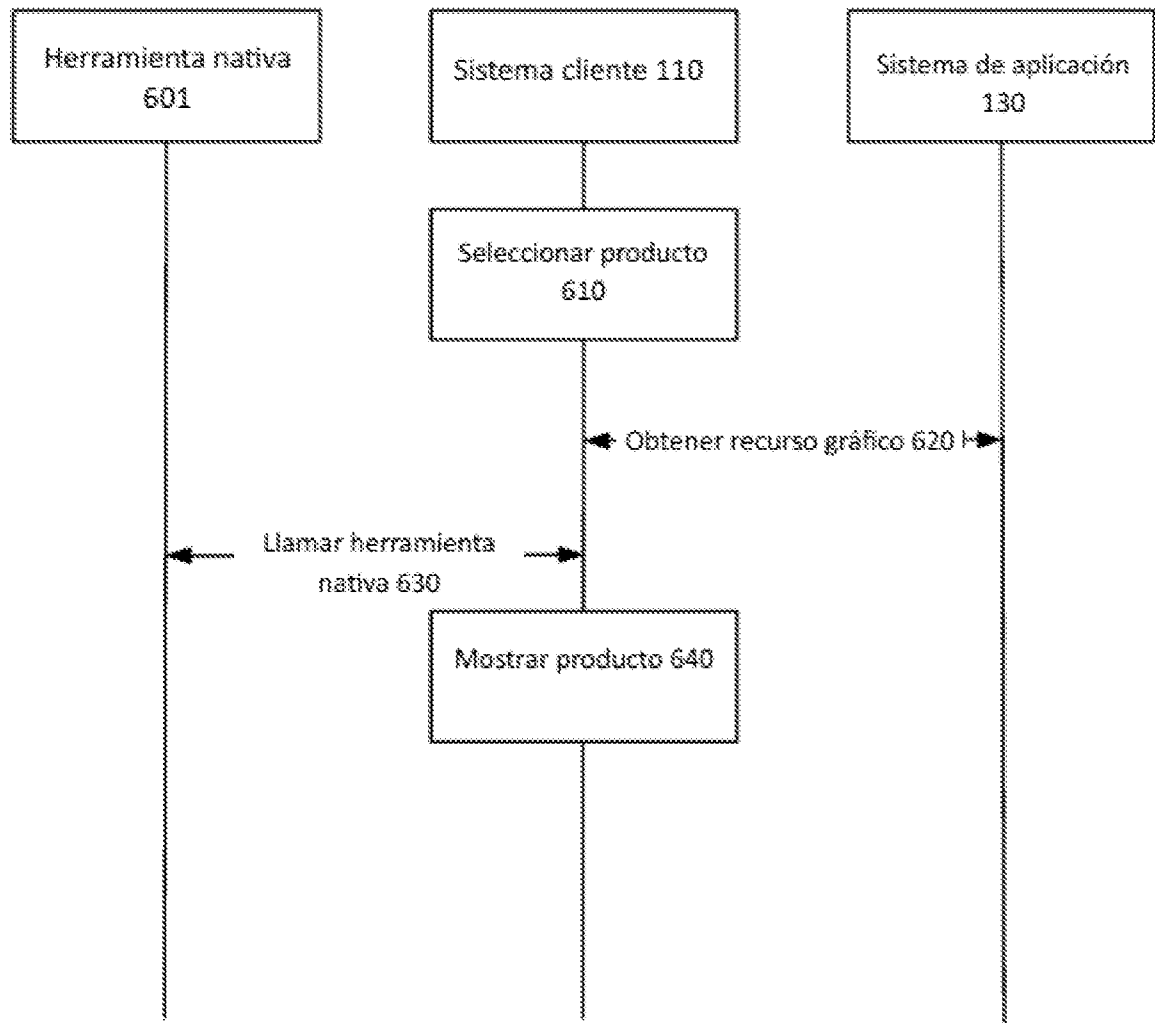 Herramienta nativa
601
Sistema cliente 110
Sistema de aplicación
130
Seleccionar producto
610
Obtener recurso gráfico 620
Llamar herramienta
nativa 630
Mostrar producto 640